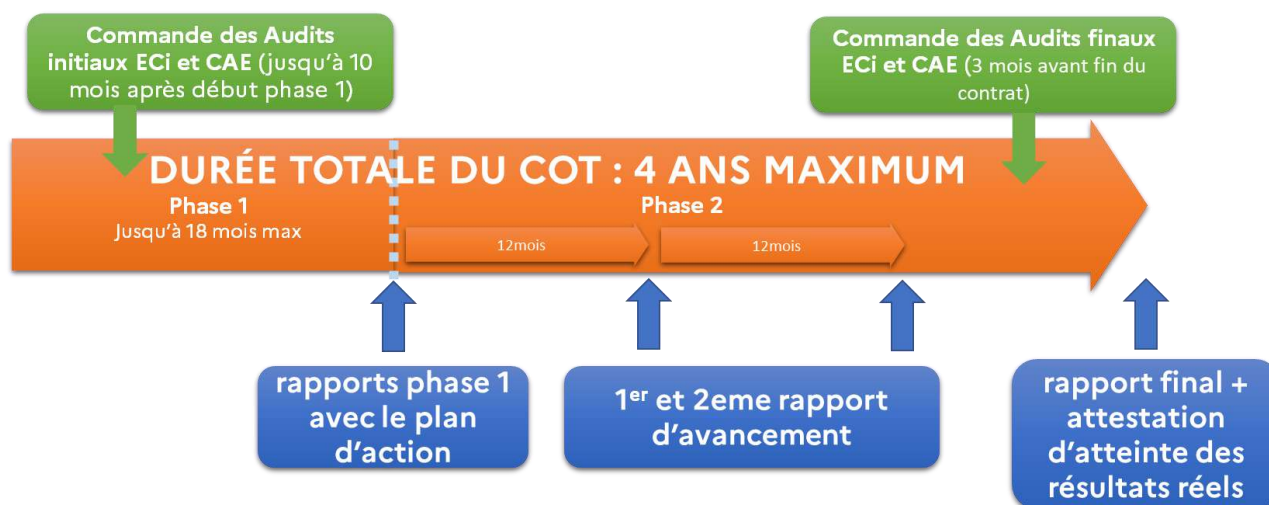 Commande des Audits
initiaux ECi et CAE (jusqu'à 10
mois après début phase 1)
Commande des Audits finaux
ECi et CAE (3 mois avant fin du
contrat)
DURÉE TOTALE DU COT : 4 ANS MAXIMUM
Phase 1
Jusqu'à 18 mois max
Phase 2
12mois
12mois
rapports phase 1
avec le plan
d'action
1er et 2eme rapport
d'avancement
rapport final +
attestation
d'atteinte des
résultats réels